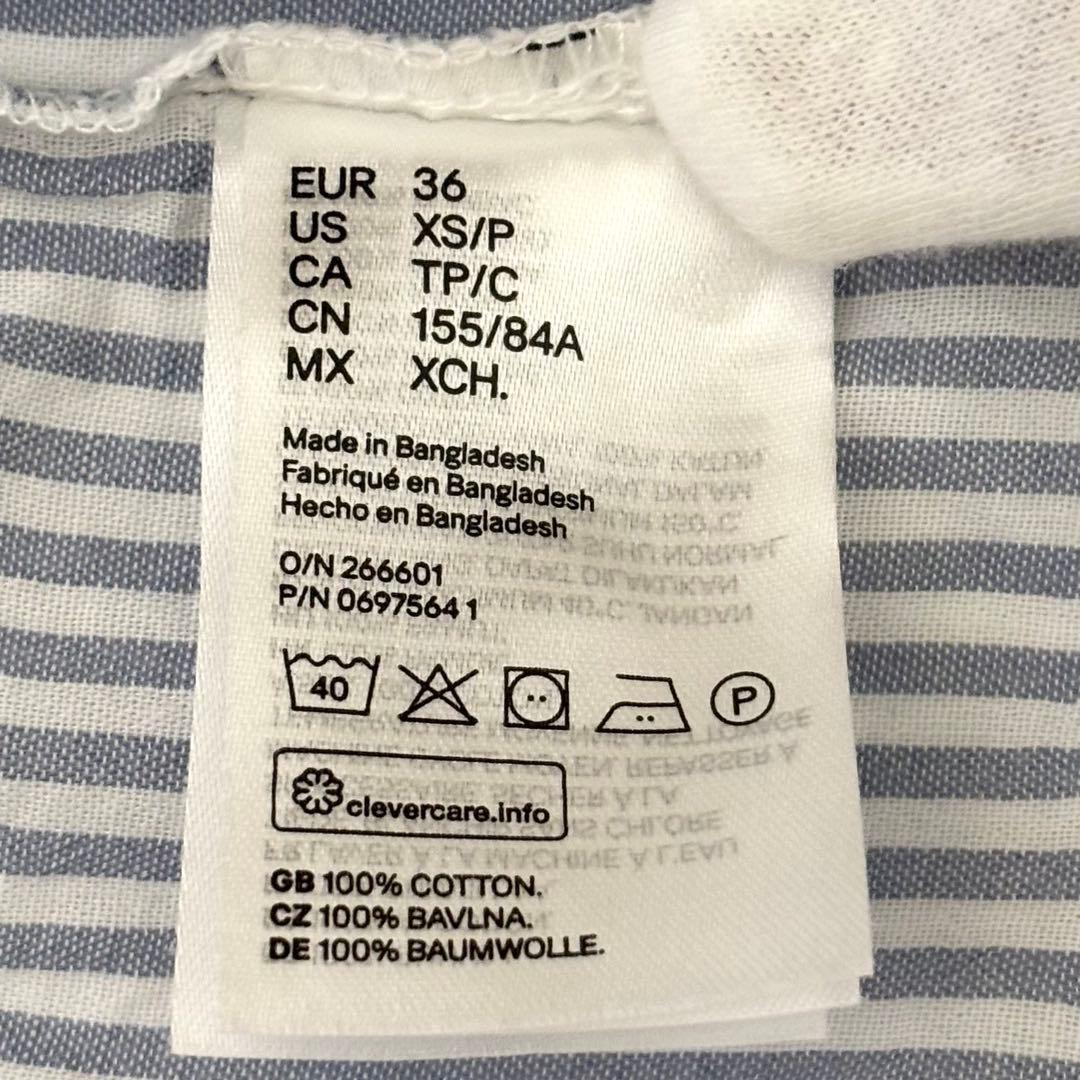 EUR 36
US XS/P
CA TP/C
CN 155/84A
MX XCH.
Made in Bangladesh
Fabriqué en Bangladesh
Hecho en Bangladesh
O/N 266601
P/N 0697564 1
40
P
clevercare.info
GB 100% COTTON.
CZ 100% BAVLNA.
DE 100% BAUMWOLLE.